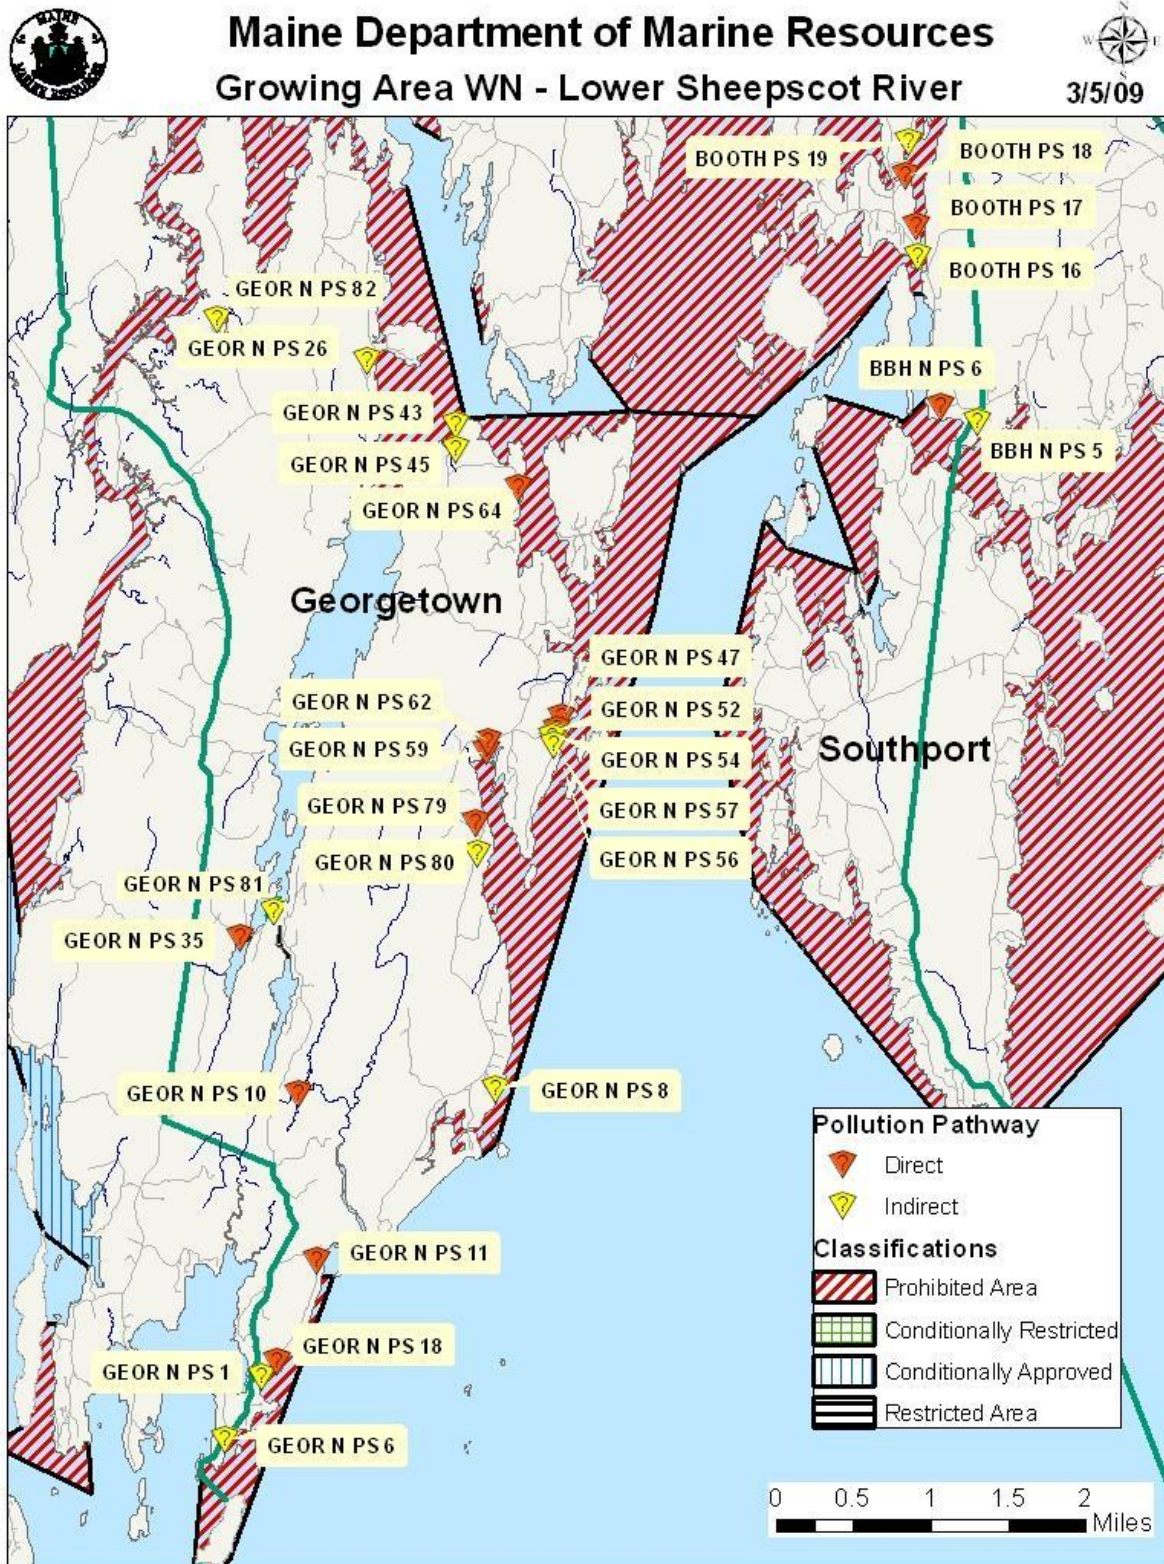 Maine Department of Marine Resources
Growing Area WN - Lower Sheepscot River
3/5/09
MAINE
MARINE RESOURCES
N
W E
S
BOOTH PS 19
BOOTH PS 18
BOOTH PS 17
BOOTH PS 16
GEOR N PS 82
GEOR N PS 26
BBH N PS 6
GEOR N PS 43
BBH N PS 5
GEOR N PS 45
GEOR N PS 64
Georgetown
GEOR N PS 47
GEOR N PS 62
GEOR N PS 52
GEOR N PS 59
GEOR N PS 54
Southport
GEOR N PS 79
GEOR N PS 57
GEOR N PS 80
GEOR N PS 56
GEOR N PS 81
GEOR N PS 35
GEOR N PS 10
GEOR N PS 8
GEOR N PS 11
GEOR N PS 18
GEOR N PS 1
GEOR N PS 6
Pollution Pathway
? Direct
? Indirect
Classifications
Prohibited Area
Conditionally Restricted
Conditionally Approved
Restricted Area
0 0.5 1 1.5 2
Miles